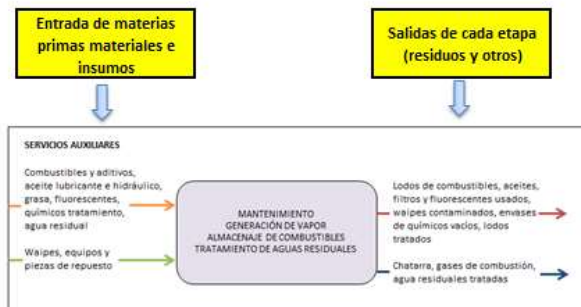 Entrada de materias
primas materiales e
insumos
Salidas de cada etapa
(residuos y otros)
SERVICIOS AUXILIARES
Combustibles y aditivos,
aceite lubricante e hidráulico,
grasa, fluorescentes,
químicos tratamiento,
agua residual
Waipes, equipos y
piezas de repuesto
MANTENIMIENTO
GENERACIÓN DE VAPOR
ALMACENAJE DE COMBUSTIBLES
TRATAMIENTO DE AGUAS RESIDUALES
Lodos de combustibles, aceites,
filtros y fluorescentes usados,
waipes contaminados, envases
de químicos vacíos, lodos
tratados
Chatarra, gases de combustión,
agua residuales tratadas